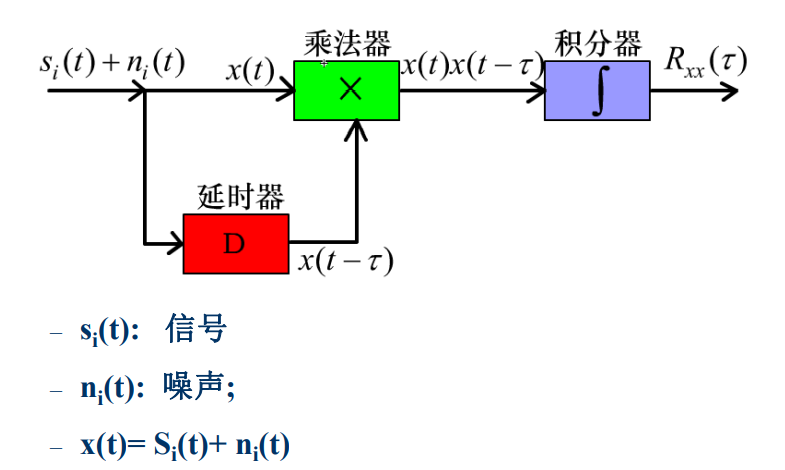 乘法器 积分器
s_i(t) + n_i(t) x(t) × x(t)x(t − τ) ∫ R_xx(τ)
延时器
D
x(t − τ)
– s_i(t): 信号
– n_i(t): 噪声;
– x(t)= S_i(t)+ n_i(t)